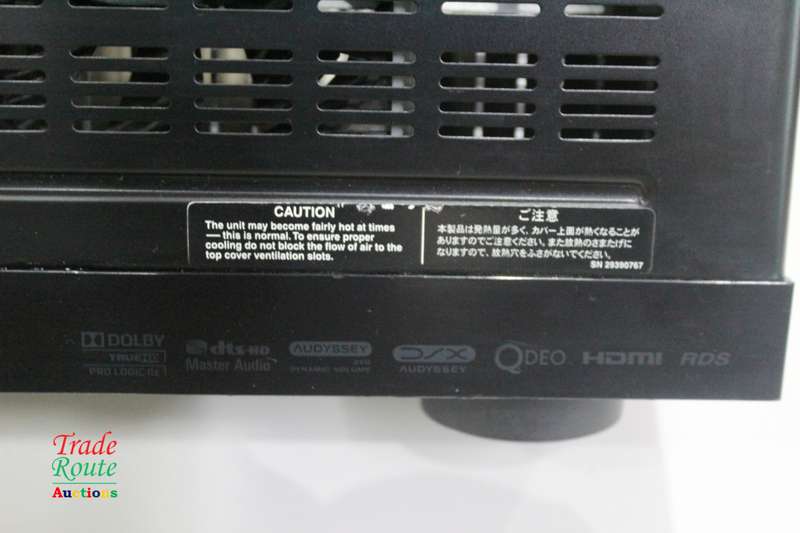 CAUTION
The unit may become fairly hot at times
— this is normal. To ensure proper
cooling do not block the flow of air to the
top cover ventilation slots.
ご注意
本製品は発熱量が多く、カバー上面が熱くなることが
ありますのでご注意ください。また放熱のさまたげに
なりますので、放熱穴をふさがないでください。
SN 29390767
DOLBY
TRUEHD
PRO LOGIC IIz
dts-HD
Master Audio
AUDYSSEY
DYNAMIC VOLUME
DSX
AUDYSSEY
QDEO
HDMI
RDS
Trade
Route
Auctions